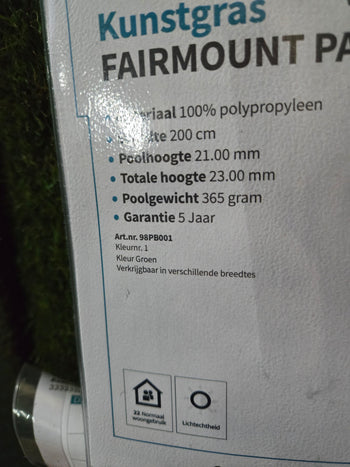 Kunstgras
FAIRMOUNT PA
100% polypropyleen
200 cm
• Poolhoogte 21.00 mm
• Totale hoogte 23.00 mm
• Poolgewicht 365 gram
• Garantie 5 Jaar
Art.nr. 98PB001
Kleurnr. 1
Kleur Groen
Verkrijgbaar in verschillende breedtes
22 Normaal
woongebruik
Lichtechtheid